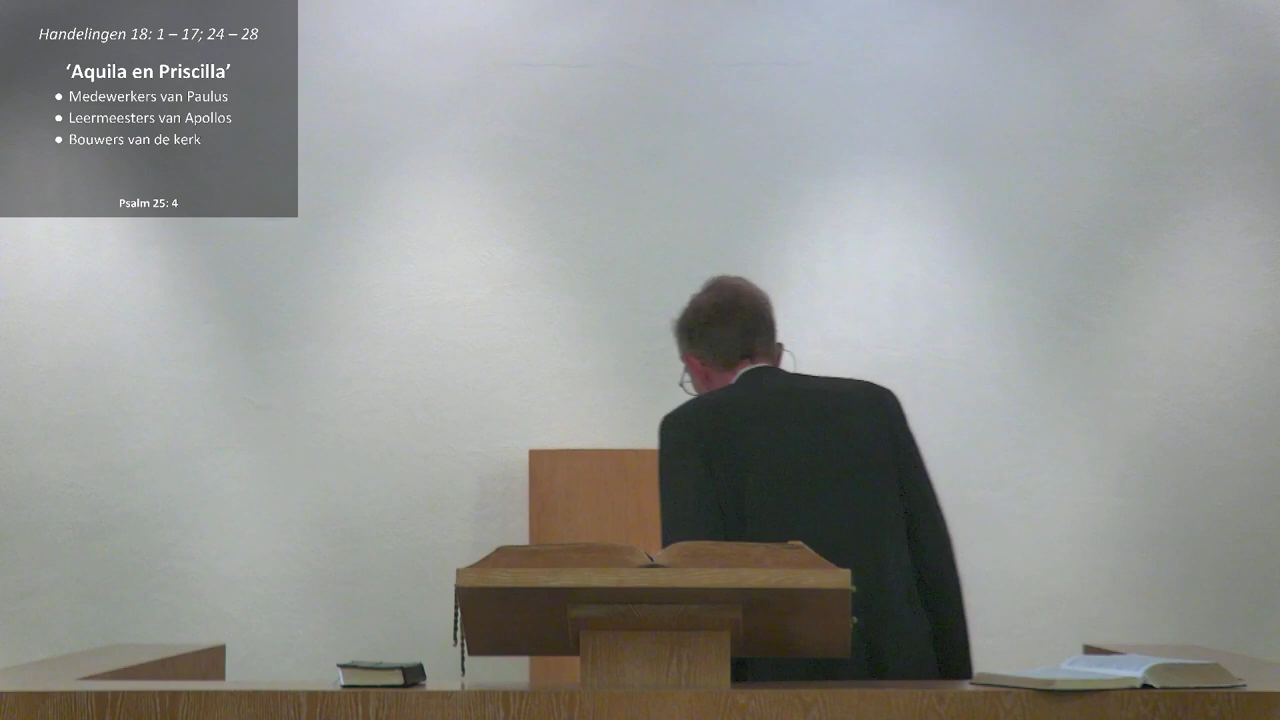 Handelingen 18: 1 – 17; 24 – 28
‘Aquila en Priscilla’
● Medewerkers van Paulus
● Leermeesters van Apollos
● Bouwers van de kerk
Psalm 25: 4